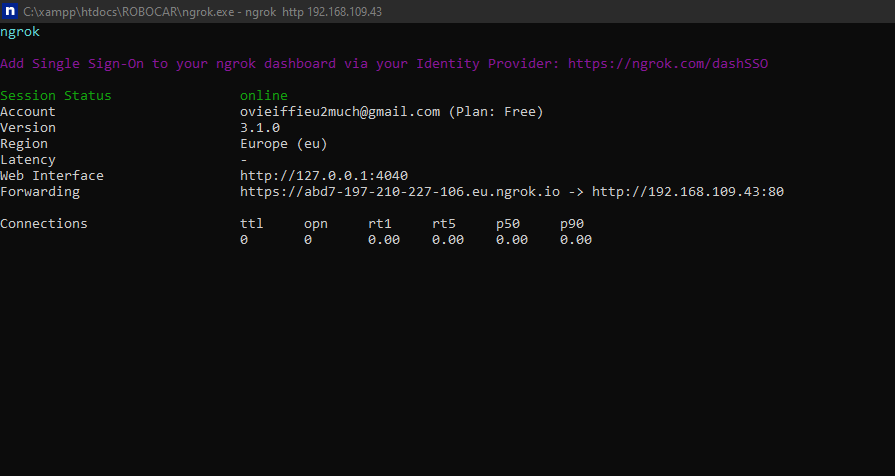 n C:\xampp\htdocs\ROBOCAR\ngrok.exe - ngrok http 192.168.109.43
ngrok
Add Single Sign-On to your ngrok dashboard via your Identity Provider: https://ngrok.com/dashSSO
Session Status online
Account ovieiffieu2much@gmail.com (Plan: Free)
Version 3.1.0
Region Europe (eu)
Latency -
Web Interface http://127.0.0.1:4040
Forwarding https://abd7-197-210-227-106.eu.ngrok.io -> http://192.168.109.43:80
Connections ttl opn rt1 rt5 p50 p90
0 0 0.00 0.00 0.00 0.00